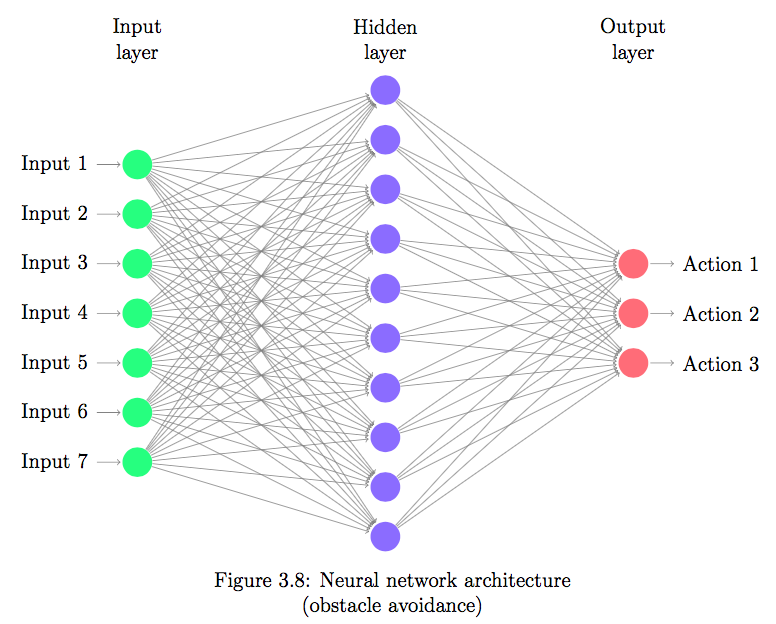 Input
layer
Hidden
layer
Output
layer
Input 1
Input 2
Input 3
Input 4
Input 5
Input 6
Input 7
Action 1
Action 2
Action 3
Figure 3.8: Neural network architecture
(obstacle avoidance)